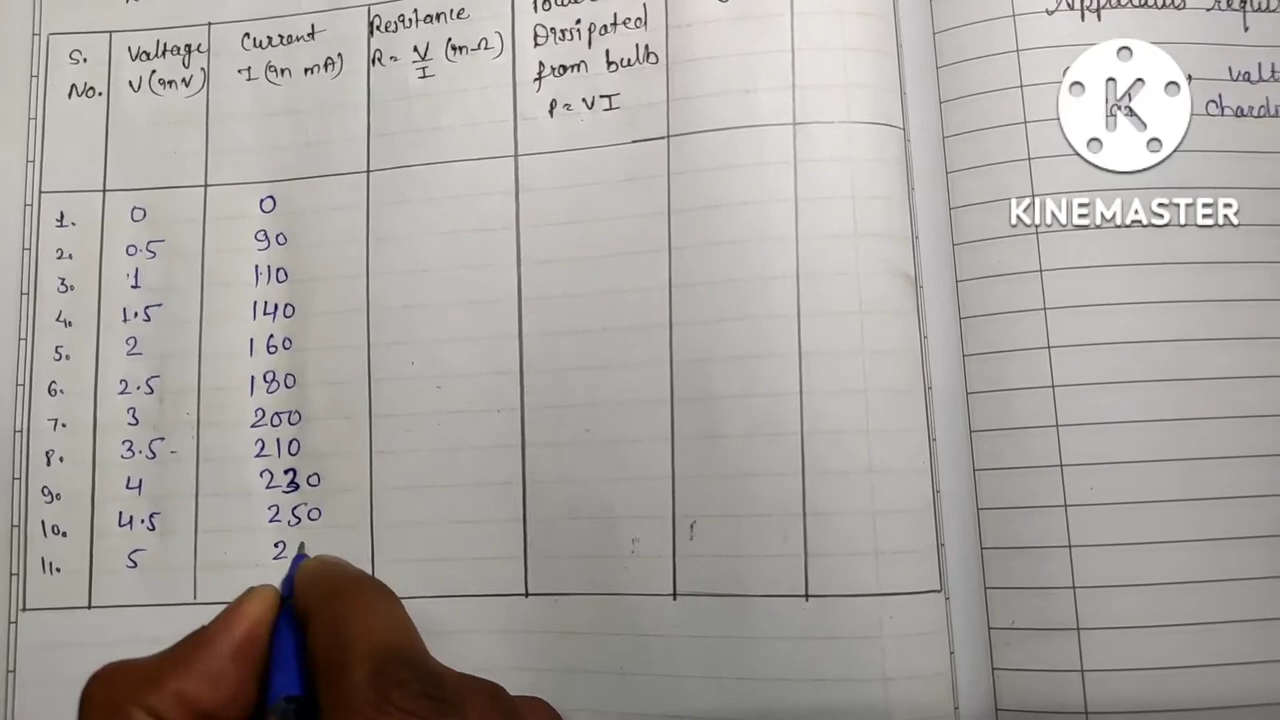 S. No.
Voltage V (in V)
Current I (in mA)
Resistance R = V/I (in Ω)
Dissipated from bulb P = VI
Apparatus
K
KINEMASTER
1. 0 0
2. 0.5 90
3. 1 110
4. 1.5 140
5. 2 160
6. 2.5 180
7. 3 200
8. 3.5 - 210
9. 4 230
10. 4.5 250
11. 5 2